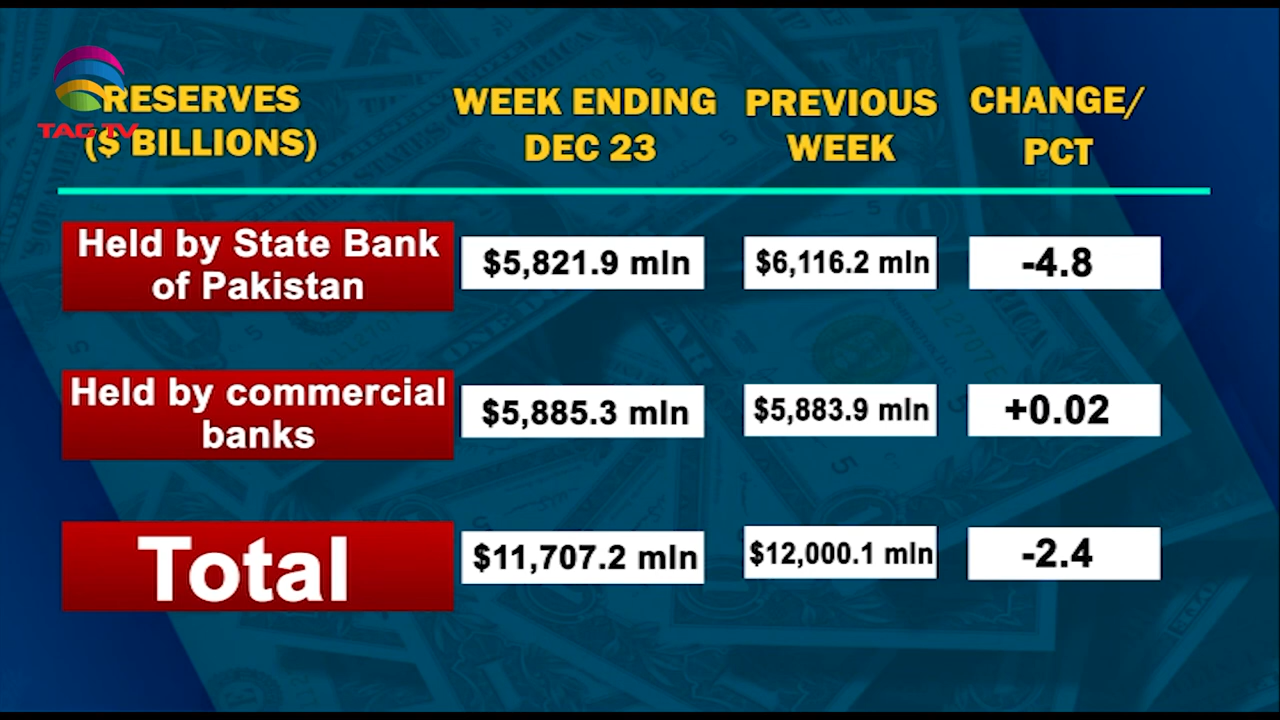 TAG TV
RESERVES
($ BILLIONS)
WEEK ENDING
DEC 23
PREVIOUS
WEEK
CHANGE/
PCT
Held by State Bank
of Pakistan
$5,821.9 mln
$6,116.2 mln
-4.8
Held by commercial
banks
$5,885.3 mln
$5,883.9 mln
+0.02
Total
$11,707.2 mln
$12,000.1 mln
-2.4